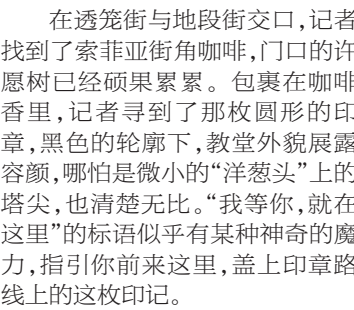 在透笼街与地段街交口,记者
找到了索菲亚街角咖啡,门口的许
愿树已经硕果累累。包裹在咖啡
香里,记者寻到了那枚圆形的印
章,黑色的轮廓下,教堂外貌展露
容颜,哪怕是微小的“洋葱头”上的
塔尖,也清楚无比。“我等你,就在
这里”的标语似乎有某种神奇的魔
力,指引你前来这里,盖上印章路
线上的这枚印记。